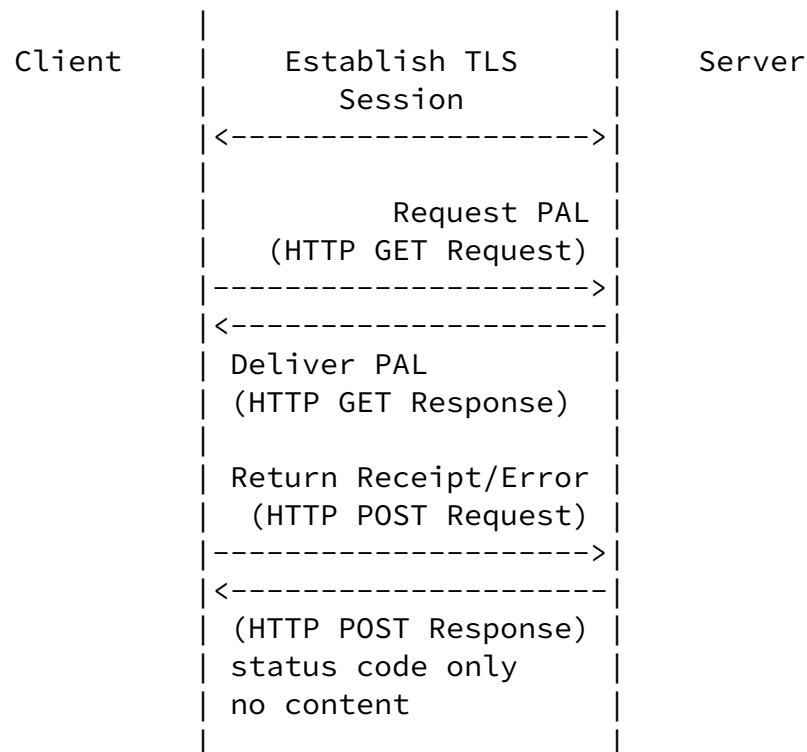 Client Establish TLS Server
Session
Request PAL
(HTTP GET Request)
Deliver PAL
(HTTP GET Response)
Return Receipt/Error
(HTTP POST Request)
(HTTP POST Response)
status code only
no content